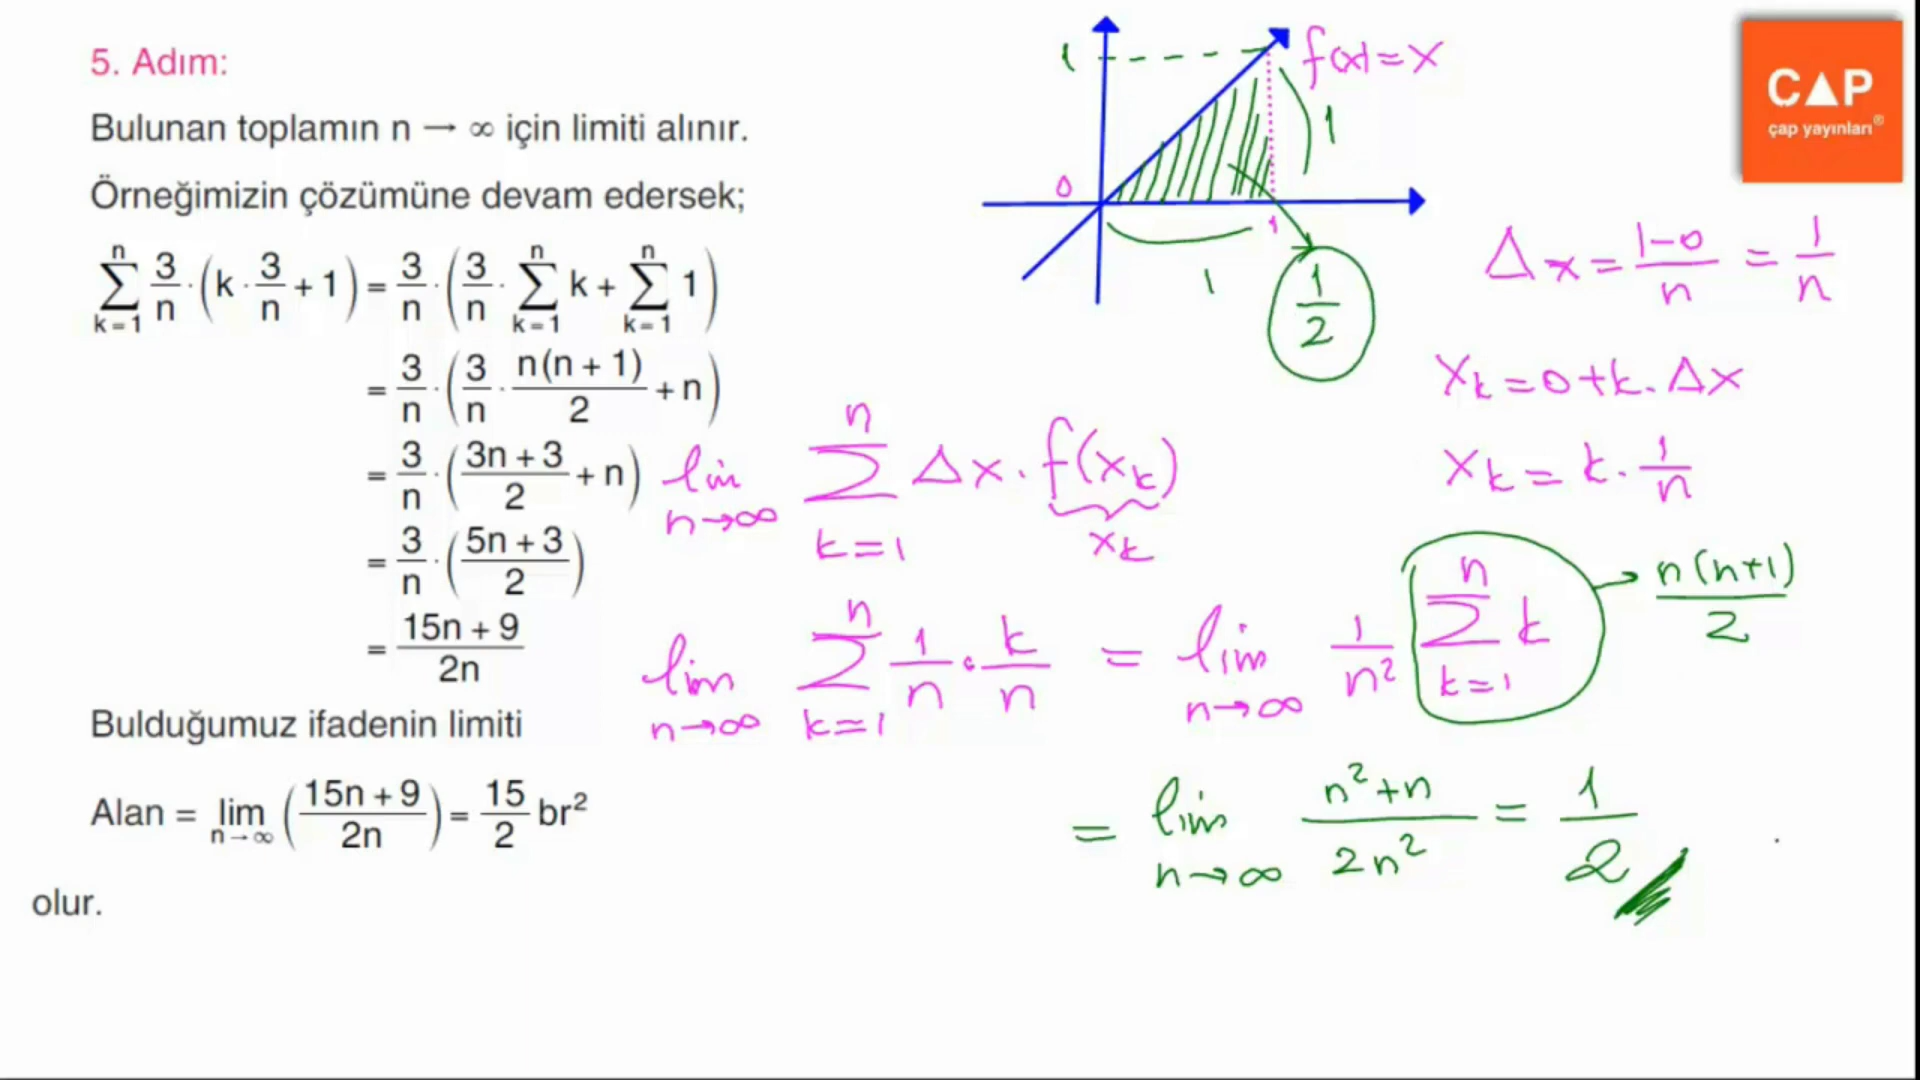 5. Adım:
Bulunan toplamın n → ∞ için limiti alınır.
Örneğimizin çözümüne devam edersek;
∑_{k=1}^{n} 3/n · (k · 3/n + 1) = 3/n · (3/n · ∑_{k=1}^{n} k + ∑_{k=1}^{n} 1)
= 3/n · (3/n · n(n + 1)/2 + n)
= 3/n · ((3n + 3)/2 + n)
= 3/n · ((5n + 3)/2)
= (15n + 9)/2n
Bulduğumuz ifadenin limiti
Alan = lim_{n→∞} ((15n + 9)/2n) = 15/2 br²
olur.
1
f(x)=x
1
0
1
1
1/2
Δx = (1-0)/n = 1/n
x_k = 0+k. Δx
x_k = k. 1/n
lim_{n→∞} ∑_{k=1}^{n} Δx. f(x_k)
x_k
lim_{n→∞} ∑_{k=1}^{n} 1/n · k/n = lim_{n→∞} 1/n² ∑_{k=1}^{n} k → n(n+1)/2
= lim_{n→∞} (n²+n)/2n² = 1/2
CAP
çap yayınları®